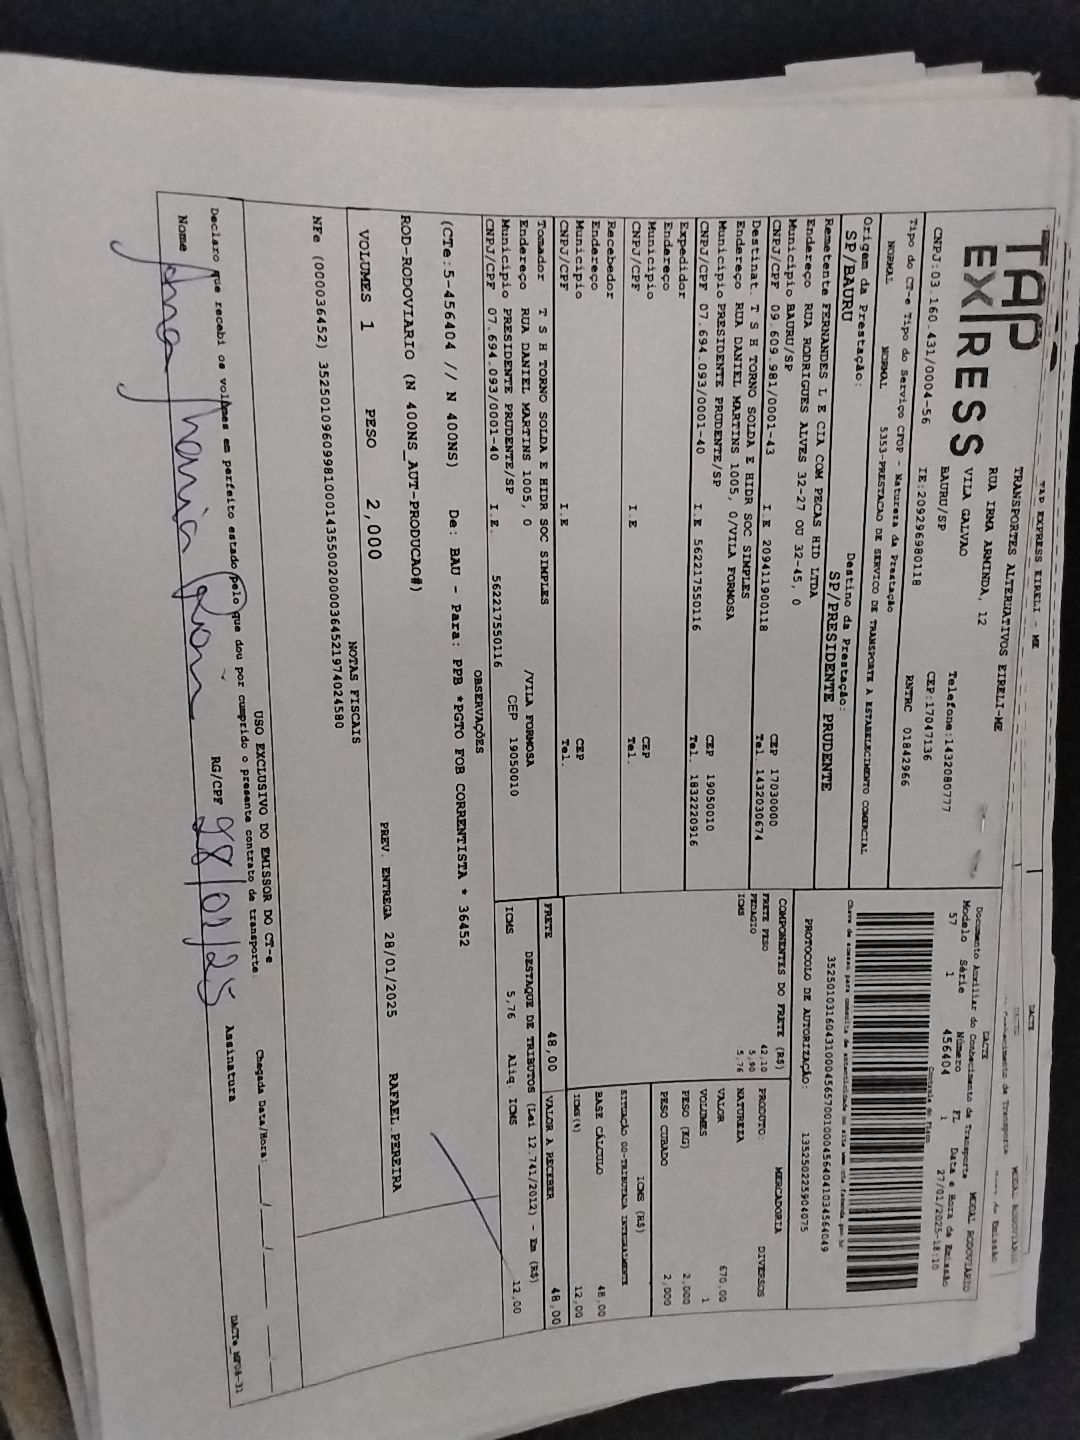 TAP EXPRESS EIRELI - ME
TAP
EXPRESS
TRANSPORTES ALTERNATIVOS EIRELI-ME
RUA IRMA ARMINDA, 12
VILA GALVAO
BAURU/SP
Telefone:1432080777
CEP:17047136
CNPJ:03.160.431/0004-56 IE:209296980118
RNTRC 01842966
Tipo do CT-e Tipo do Serviço CFOP - Natureza da Prestação
NORMAL NORMAL 5353-PRESTACAO DE SERVICO DE TRANSPORTE A ESTABELECIMENTO COMERCIAL
Origem da Prestação: Destino da Prestação:
SP/BAURU SP/PRESIDENTE PRUDENTE
Remetente FERNANDES L E CIA COM PECAS HID LTDA
Endereço RUA RODRIGUES ALVES 32-27 OU 32-45, 0
Município BAURU/SP CEP 17030000
CNPJ/CPF 09.609.981/0001-43 I.E 209411900118 Tel. 1432030674
Destinat. T S H TORNO SOLDA E HIDR SOC SIMPLES
Endereço RUA DANIEL MARTINS 1005, 0/VILA FORMOSA
Município PRESIDENTE PRUDENTE/SP CEP 19050010
CNPJ/CPF 07.694.093/0001-40 I.E 562217550116 Tel. 1832220916
Expedidor
Endereço
Município CEP
CNPJ/CPF I.E Tel.
Recebedor
Endereço
Município CEP
CNPJ/CPF I.E Tel.
Tomador T S H TORNO SOLDA E HIDR SOC SIMPLES
Endereço RUA DANIEL MARTINS 1005, 0 /VILA FORMOSA
Município PRESIDENTE PRUDENTE/SP CEP 19050010
CNPJ/CPF 07.694.093/0001-40 I.E. 562217550116
DACTE
Documento Auxiliar do Conhecimento de Transporte MODAL RODOVIARIO
Modelo Série Número FL Data e Hora de Emissão
57 1 456404 1 27/01/2025-18:10
Controle do Fisco
Chave de acesso para consulta de autenticidade no site www.cte.fazenda.gov.br
35250103160431000456570010004564041034564049
PROTOCOLO DE AUTORIZAÇÃO: 135250225904075
COMPONENTES DO FRETE (R$)
FRETE PESO 42,10
PEDAGIO 5,90
ICMS 5,76
MERCADORIA
PRODUTO: DIVERSOS
NATUREZA
VALOR 670,00
VOLUMES 1
PESO (KG) 2,000
PESO CUBADO 2,000
ICMS (R$)
SITUAÇÃO 00-TRIBUTADA INTEGRALMENTE
BASE CÁLCULO 48,00
ICMS(%) 12,00
FRETE 48,00 VALOR A RECEBER 48,00
DESTAQUE DE TRIBUTOS (Lei 12.741/2012) - Em (R$)
ICMS 5,76 Aliq. ICMS 12,00
OBSERVAÇÕES
(CTe:5-456404 // N 400NS) De: BAU - Para: PPB *PGTO FOB CORRENTISTA * 36452
ROD-RODOVIARIO (N 400NS_AUT-PRODUCAO#)
PREV. ENTREGA 28/01/2025 RAFAEL.PEREIRA
VOLUMES 1 PESO 2,000
NOTAS FISCAIS
NFe (000036452) 35250109609981000143550020000364521974024580
USO EXCLUSIVO DO EMISSOR DO CT-e
Declaro que recebi os volumes em perfeito estado pelo que dou por cumprido o presente contrato de transporte.
Chegada Data/Hora: __/__/__ __:__
Nome Ana Maria RG/CPF 28/01/25 Assinatura
DACTe_MF04-31